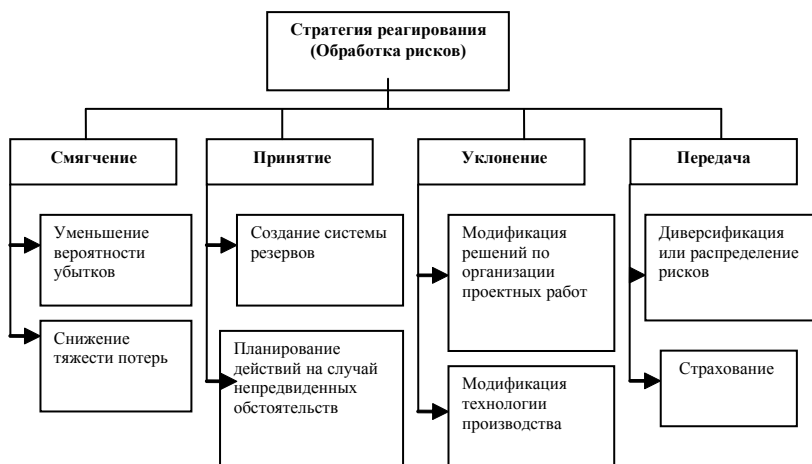 Стратегия реагирования
(Обработка рисков)
Смягчение
Принятие
Уклонение
Передача
Уменьшение
вероятности
убытков
Снижение
тяжести потерь
Создание системы
резервов
Планирование
действий на случай
непредвиденных
обстоятельств
Модификация
решений по
организации
проектных работ
Модификация
технологии
производства
Диверсификация
или распределение
рисков
Страхование